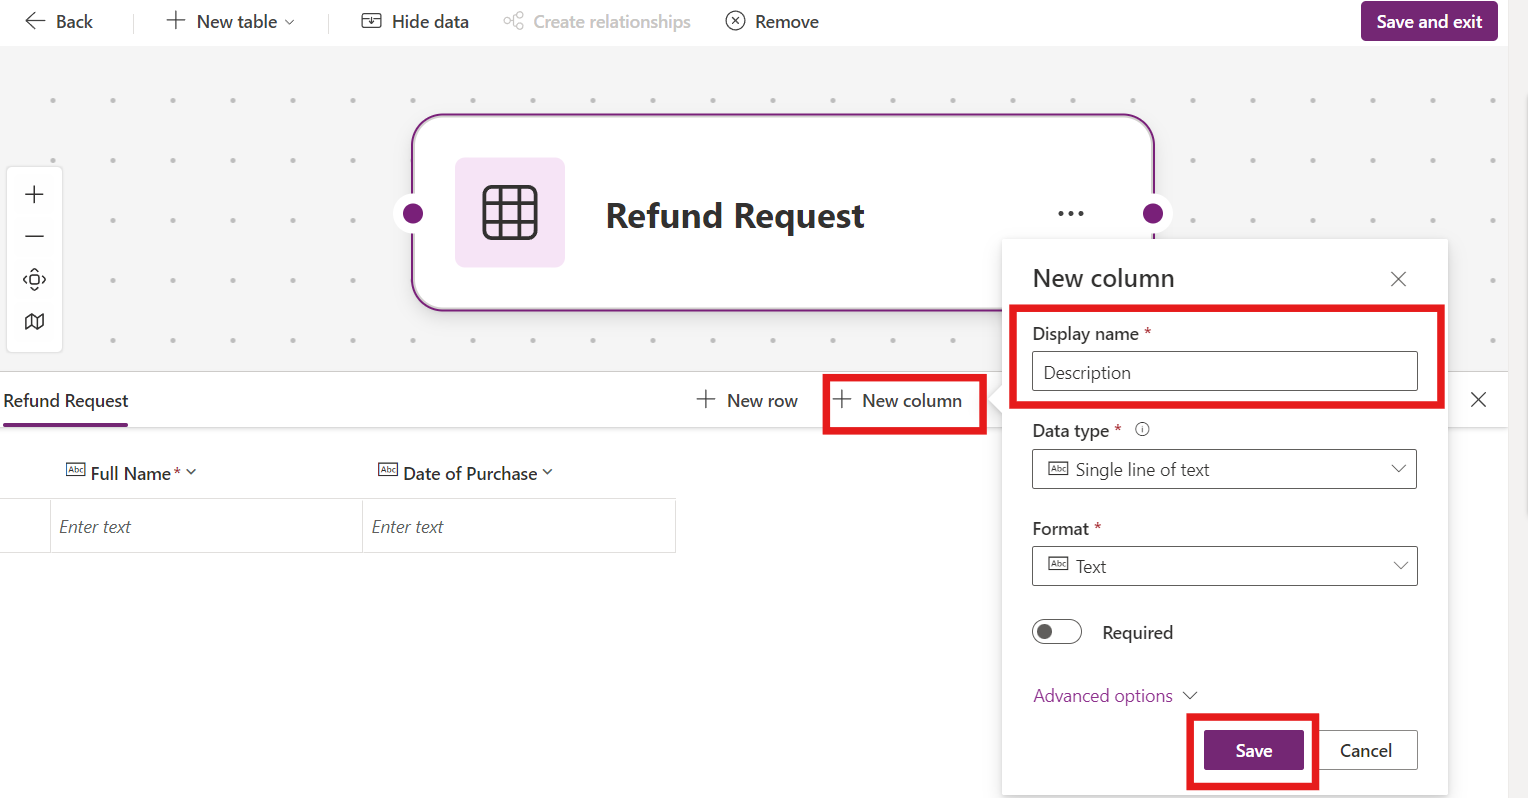 Back
New table
Hide data
Create relationships
Remove
Save and exit
Refund Request
New column
Display name *
Description
Refund Request
New row
New column
Data type *
Abc Single line of text
Abc Full Name *
Abc Date of Purchase
Enter text
Enter text
Format *
Abc Text
Required
Advanced options
Save
Cancel